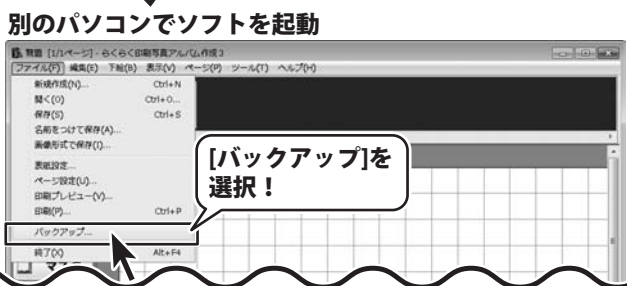 別のパソコンでソフトを起動
無題 [1/1ページ] - らくらく印刷写真アルバム作成3
ファイル(F) 編集(E) 下絵(B) 表示(V) ページ(P) ツール(T) ヘルプ(H)
新規作成(N)... Ctrl+N
開く(O) Ctrl+O...
保存(S) Ctrl+S
名前をつけて保存(A)...
画像形式で保存(I)...
表紙設定...
ページ設定(U)...
印刷プレビュー(V)...
印刷(P)... Ctrl+P
バックアップ...
終了(X) Alt+F4
[バックアップ]を
選択！